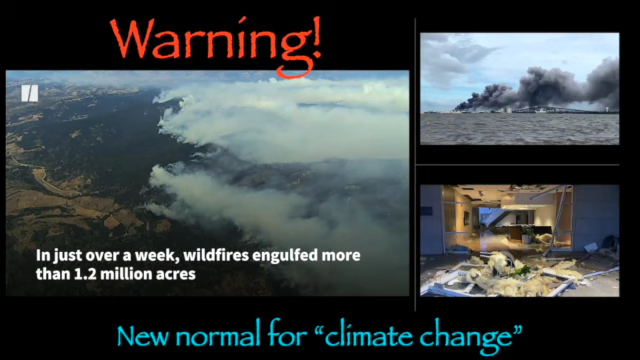 Warning!
In just over a week, wildfires engulfed more
than 1.2 million acres
New normal for “climate change”